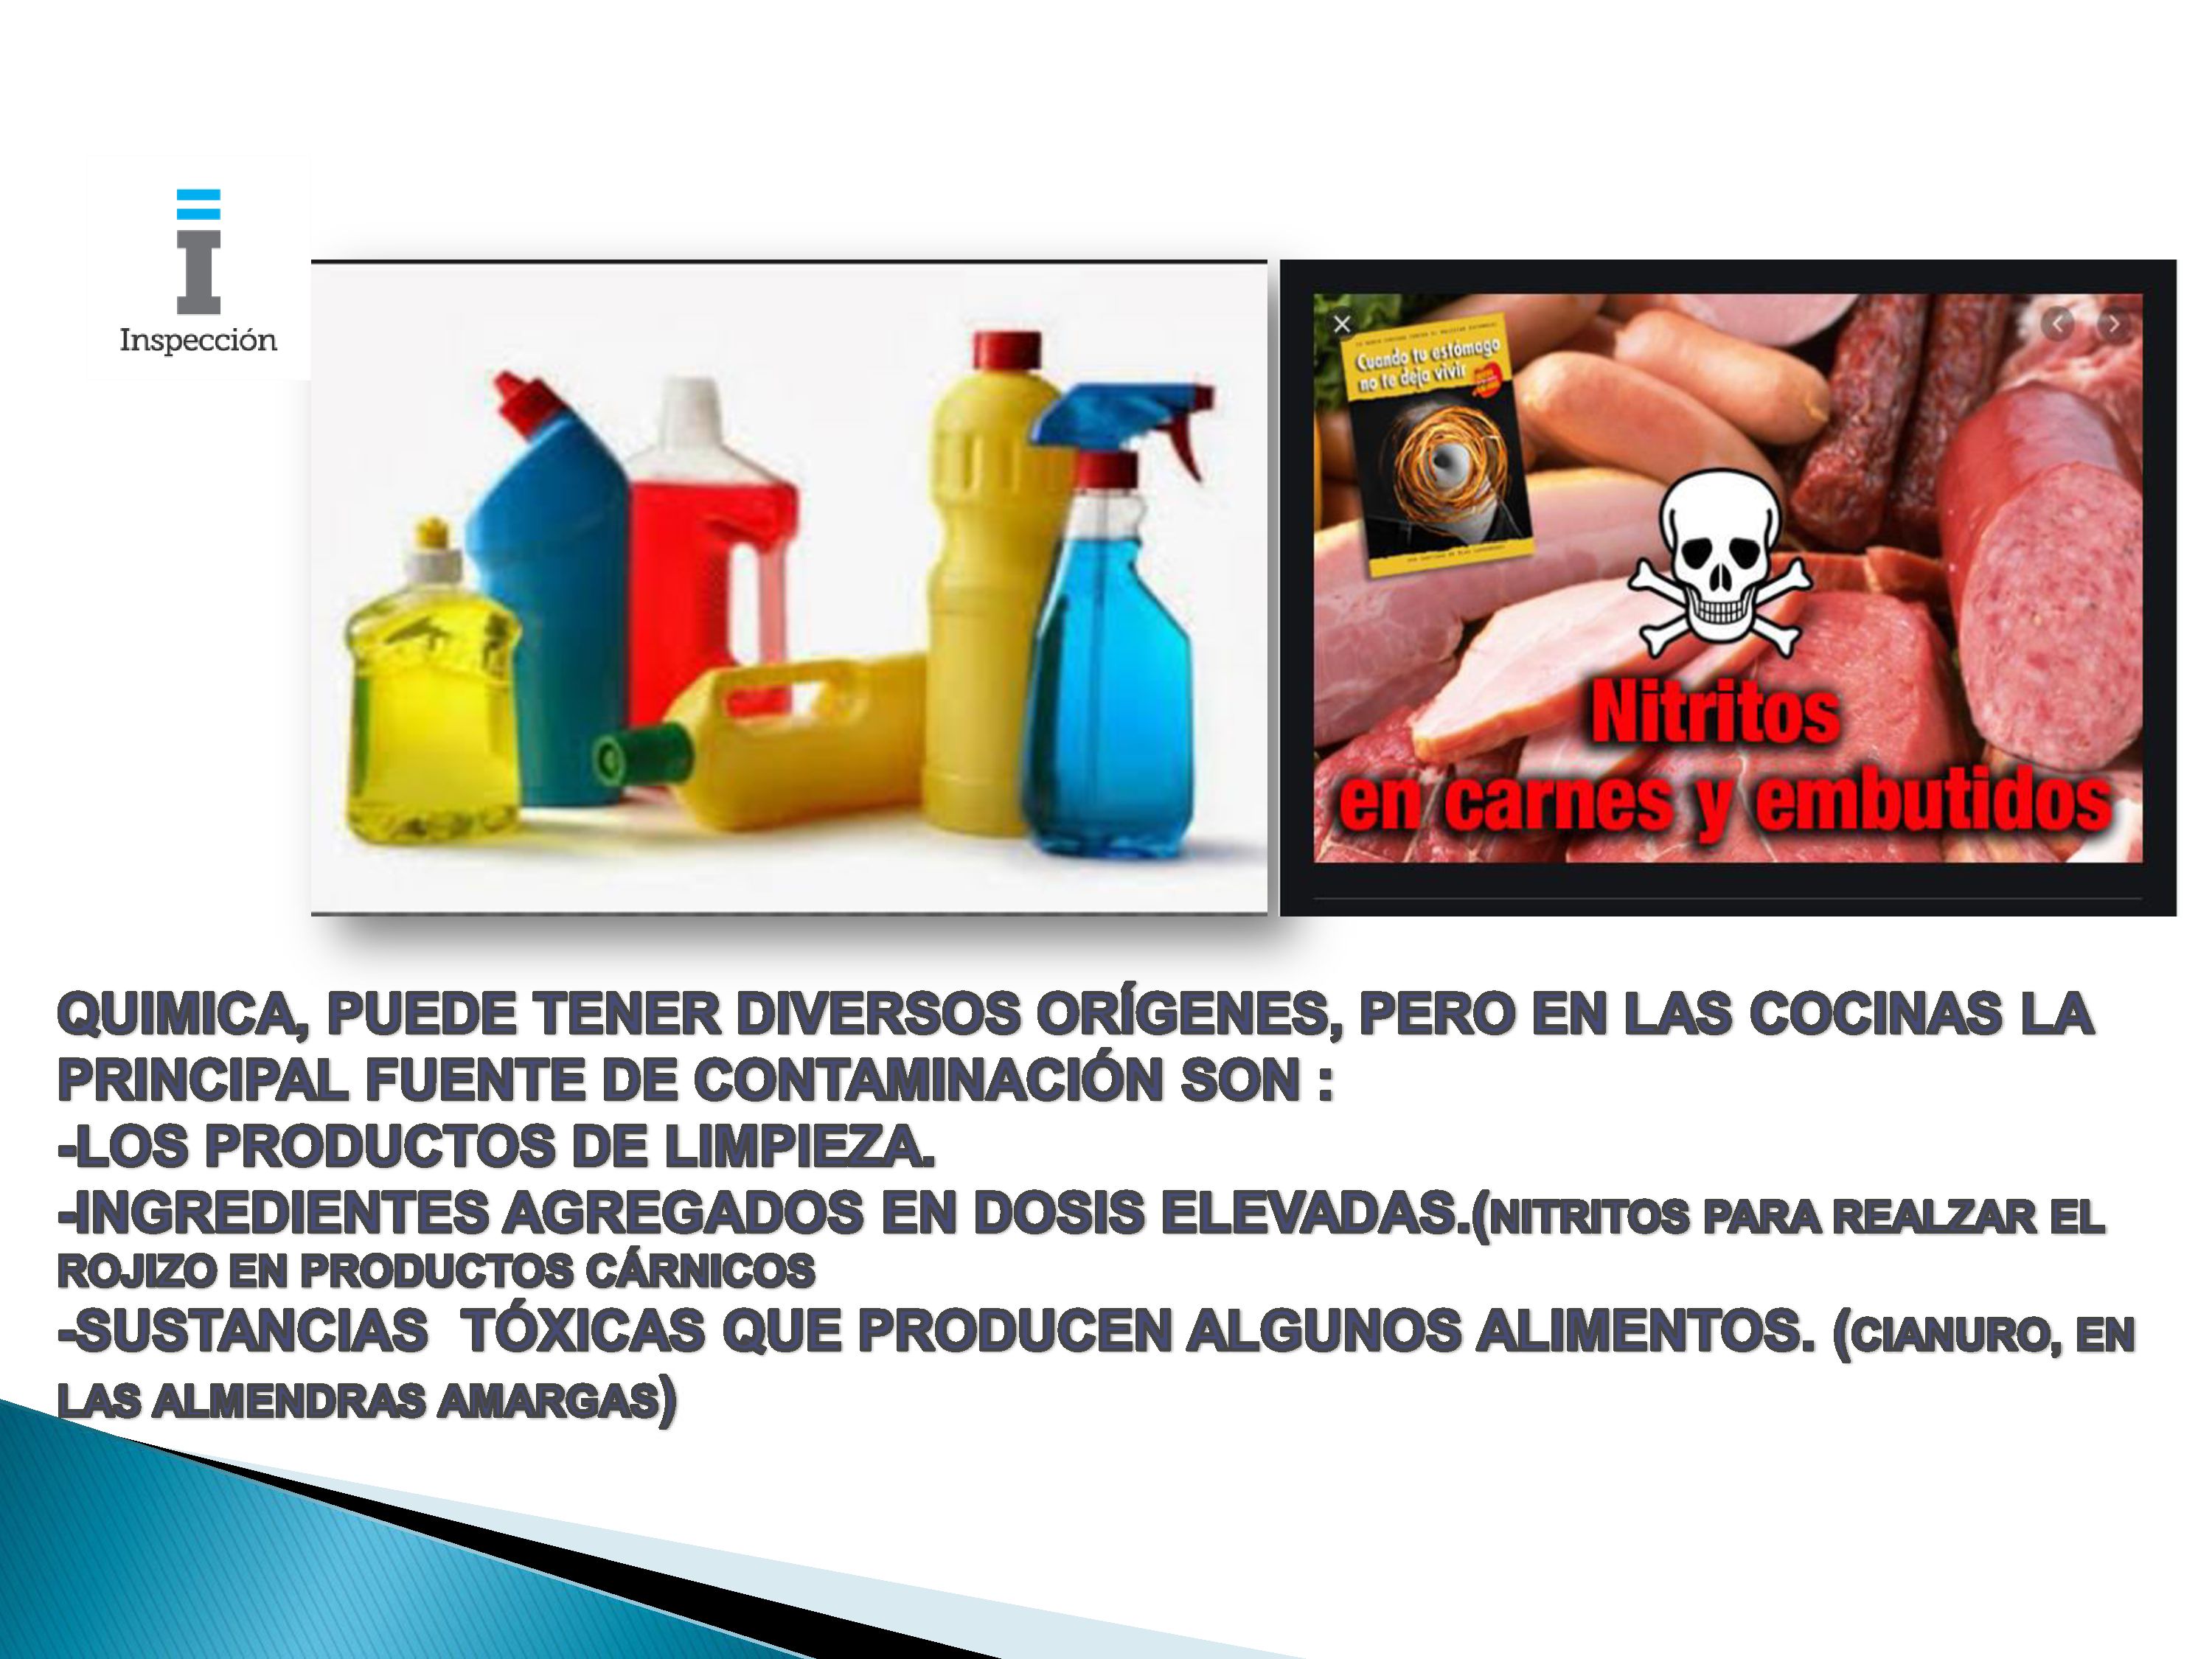 Inspección
Cuando tu estómago
no te deja vivir
Nitritos
en carnes y embutidos
QUIMICA, PUEDE TENER DIVERSOS ORÍGENES, PERO EN LAS COCINAS LA
PRINCIPAL FUENTE DE CONTAMINACIÓN SON :
-LOS PRODUCTOS DE LIMPIEZA.
-INGREDIENTES AGREGADOS EN DOSIS ELEVADAS.(NITRITOS PARA REALZAR EL
ROJIZO EN PRODUCTOS CÁRNICOS
-SUSTANCIAS  TÓXICAS QUE PRODUCEN ALGUNOS ALIMENTOS. (CIANURO, EN
LAS ALMENDRAS AMARGAS)